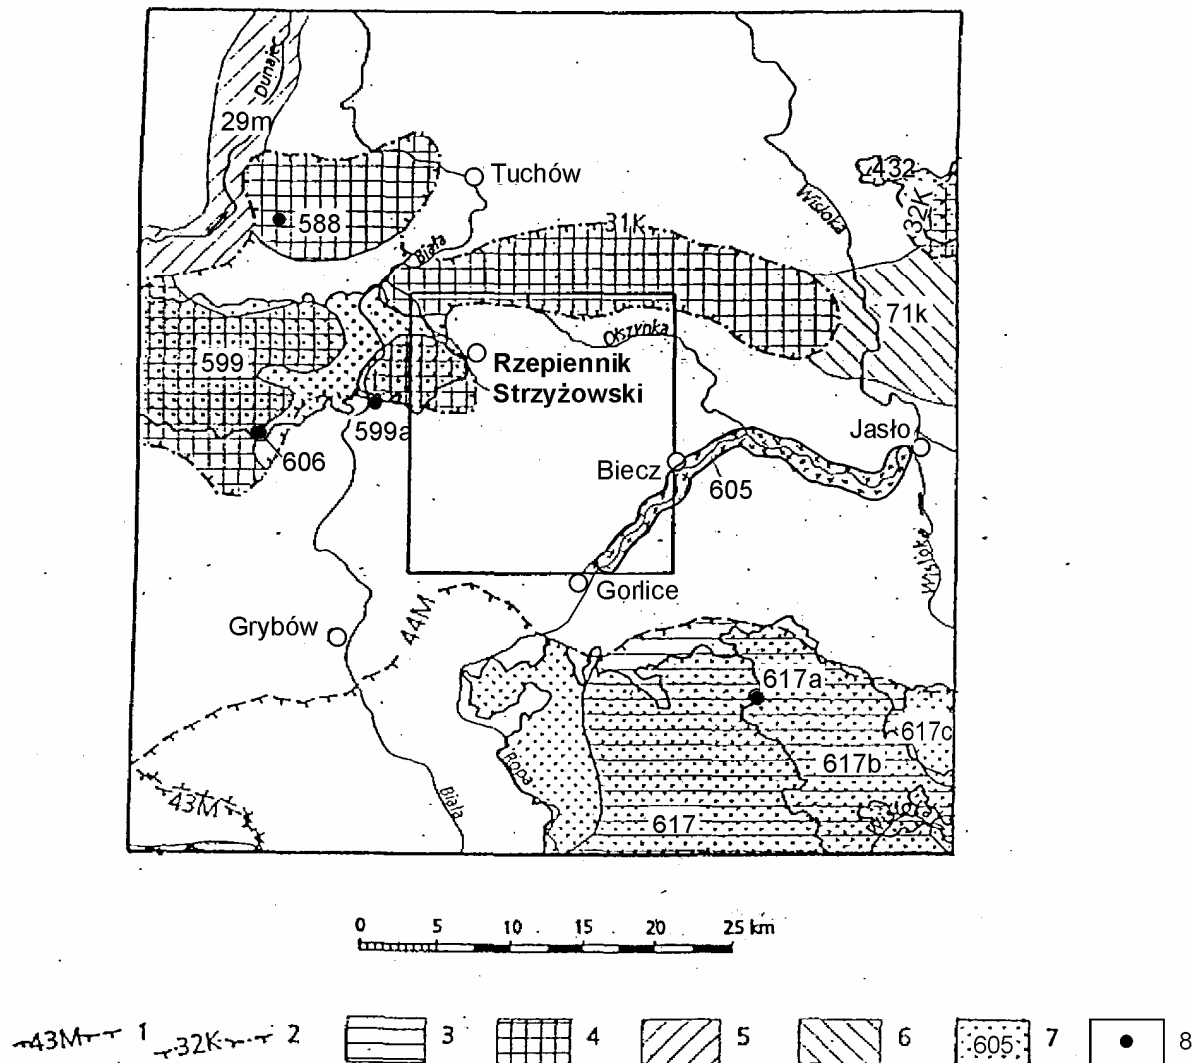 Dunajec
29m
Tuchów
432
Wisłoka
32K
588
31K
Biała
71k
Olszynka
599
Rzepiennik
Strzyżowski
599a
Jasło
606
Biecz
605
Wisłoka
Gorlice
44M
Grybów
617a
617c
Ropa
617b
43M
Biała
617
Wisłoka
0 5 10 15 20 25 km
43M 1 32K 2 3 4 5 6 605 7 8